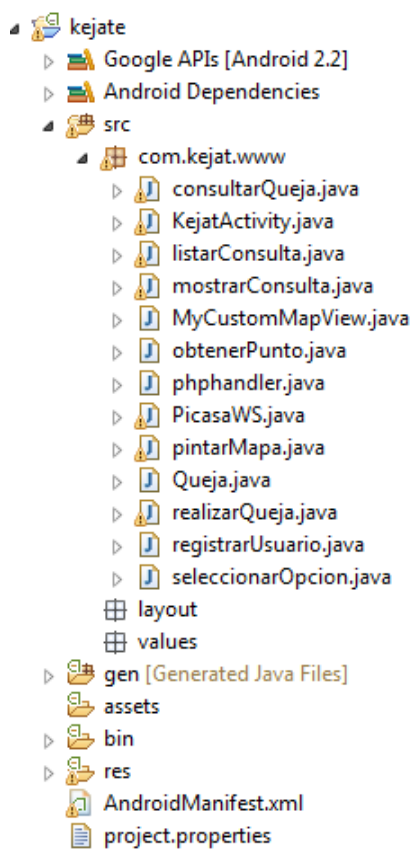 kejate
Google APIs [Android 2.2]
Android Dependencies
src
com.kejat.www
consultarQueja.java
KejatActivity.java
listarConsulta.java
mostrarConsulta.java
MyCustomMapView.java
obtenerPunto.java
phphandler.java
PicasaWS.java
pintarMapa.java
Queja.java
realizarQueja.java
registrarUsuario.java
seleccionarOpcion.java
layout
values
gen [Generated Java Files]
assets
bin
res
AndroidManifest.xml
project.properties